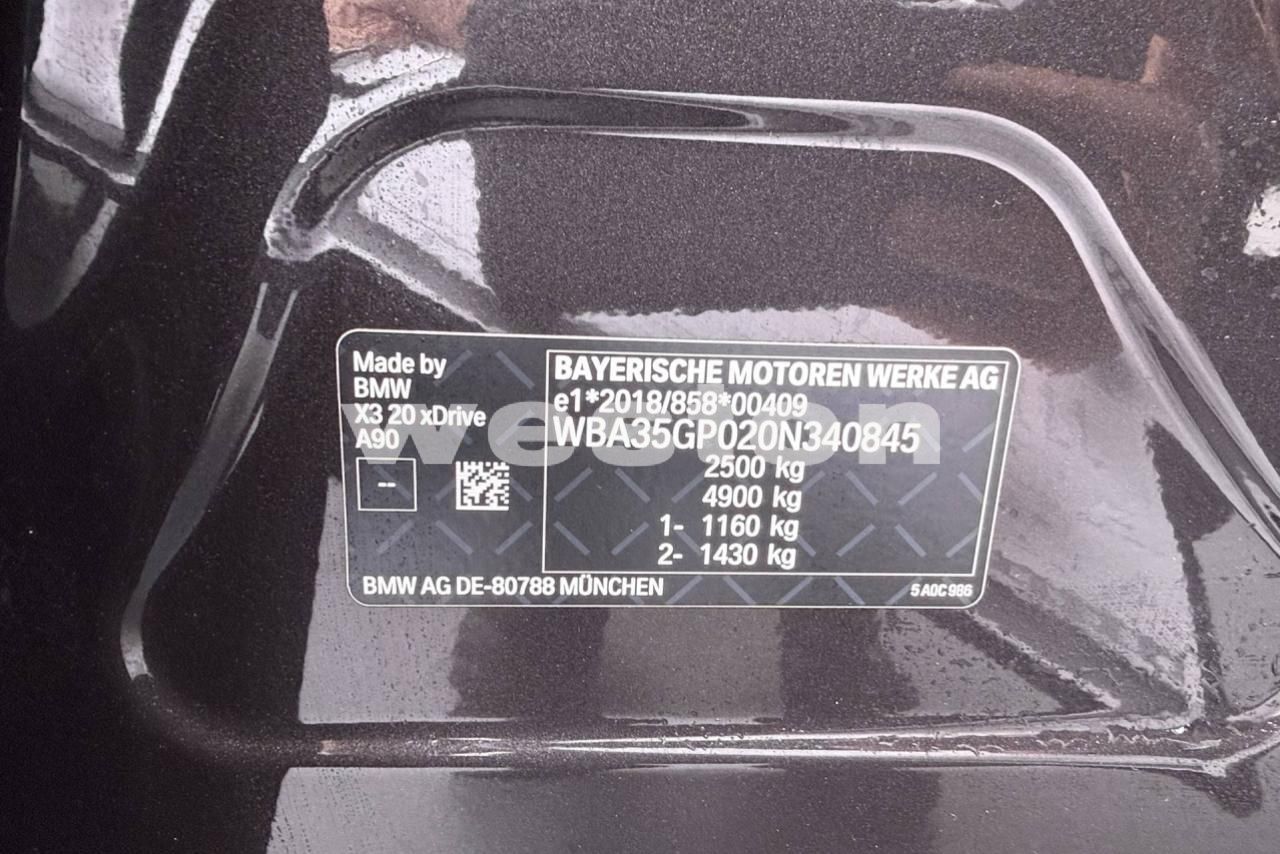 Made by
BMW
X3 20 xDrive
A90
--
BAYERISCHE MOTOREN WERKE AG
e1*2018/858*00409
WBA35GP020N340845
2500 kg
4900 kg
1- 1160 kg
2- 1430 kg
BMW AG DE-80788 MÜNCHEN
5A0C986
weston